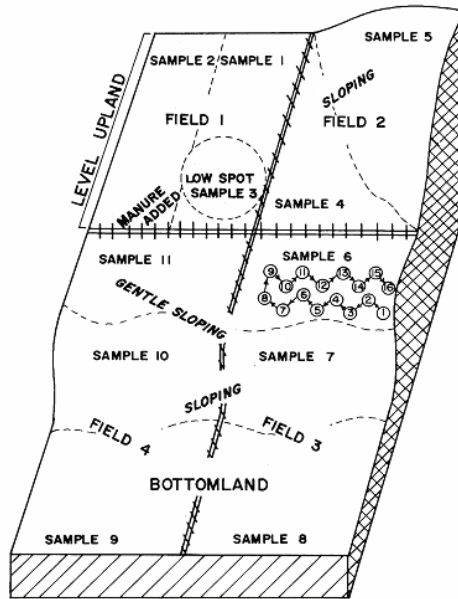 SAMPLE 5
SAMPLE 2 SAMPLE 1
LEVEL UPLAND
SLOPING
FIELD 1
FIELD 2
LOW SPOT
SAMPLE 3
MANURE
ADDED
SAMPLE 4
SAMPLE 11
SAMPLE 6
9 11 13 15
10 12 14 16
8 6 4 2
7 5 3 1
GENTLE SLOPING
SAMPLE 10
SAMPLE 7
SLOPING
FIELD 4
FIELD 3
BOTTOMLAND
SAMPLE 9
SAMPLE 8